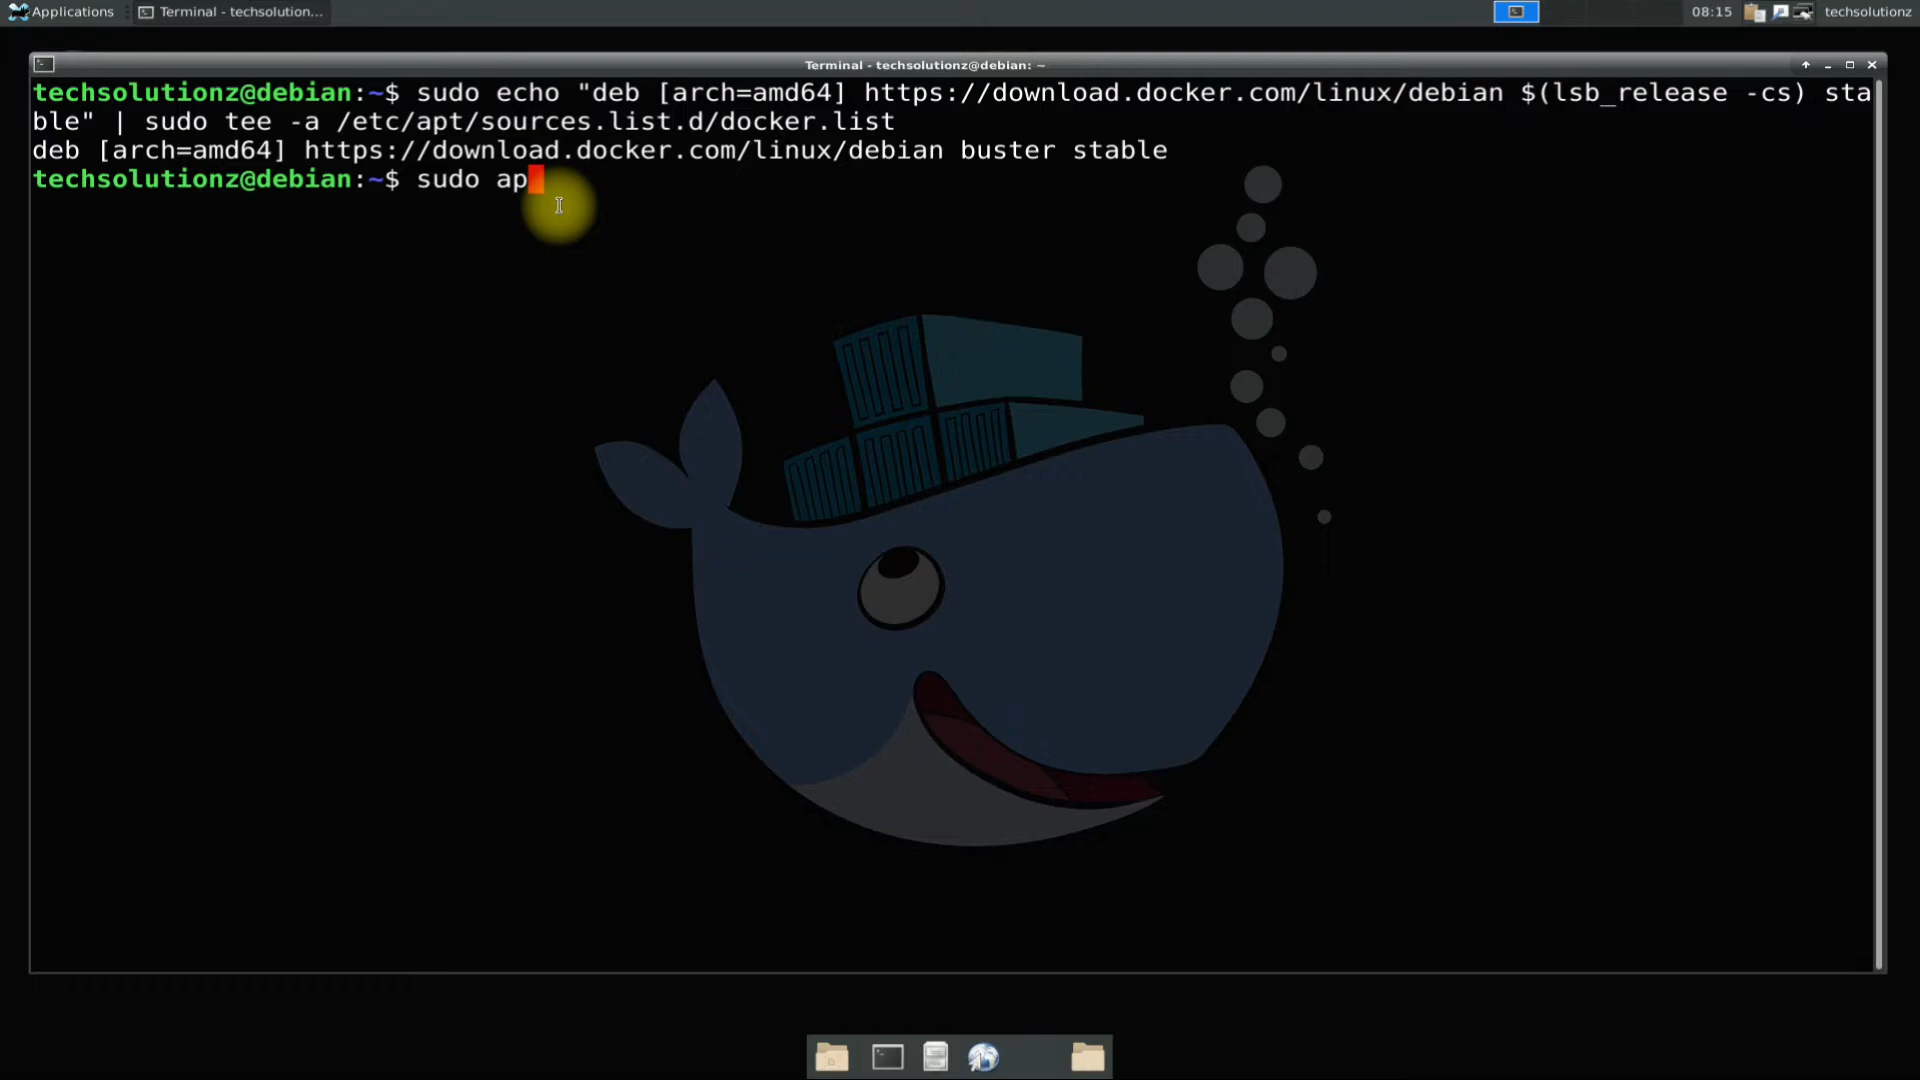 Applications
Terminal - techsolution...
08:15
techsolutionz
Terminal - techsolutionz@debian: ~
techsolutionz@debian:~$ sudo echo "deb [arch=amd64] https://download.docker.com/linux/debian $(lsb_release -cs) sta
ble" | sudo tee -a /etc/apt/sources.list.d/docker.list
deb [arch=amd64] https://download.docker.com/linux/debian buster stable
techsolutionz@debian:~$ sudo ap